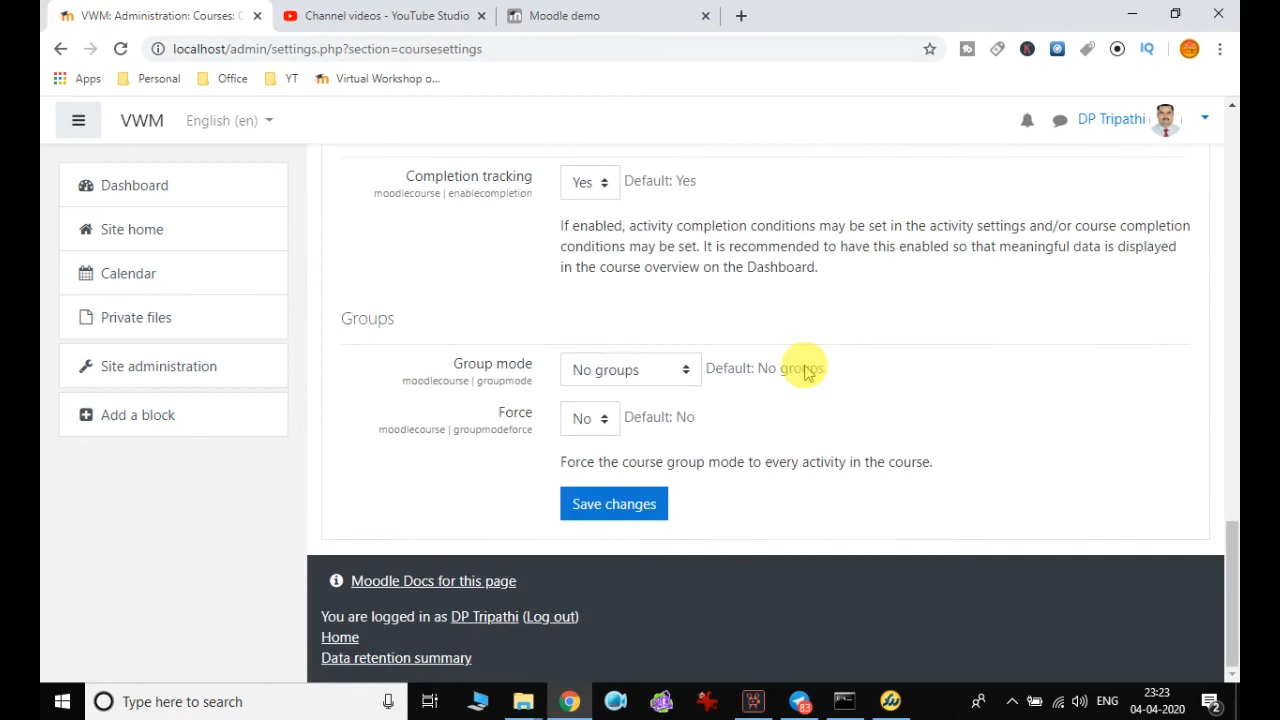 VWM: Administration: Courses: C
Channel videos - YouTube Studio
Moodle demo
localhost/admin/settings.php?section=coursesettings
Apps
Personal
Office
YT
Virtual Workshop o...
VWM
English (en)
DP Tripathi
Dashboard
Site home
Calendar
Private files
Site administration
Add a block
Completion tracking
moodlecourse | enablecompletion
Yes
Default: Yes
If enabled, activity completion conditions may be set in the activity settings and/or course completion
conditions may be set. It is recommended to have this enabled so that meaningful data is displayed
in the course overview on the Dashboard.
Groups
Group mode
moodlecourse | groupmode
No groups
Default: No groups
Force
moodlecourse | groupmodeforce
No
Default: No
Force the course group mode to every activity in the course.
Save changes
Moodle Docs for this page
You are logged in as DP Tripathi (Log out)
Home
Data retention summary
Type here to search
83
ENG
23:23
04-04-2020
2
IQ
K